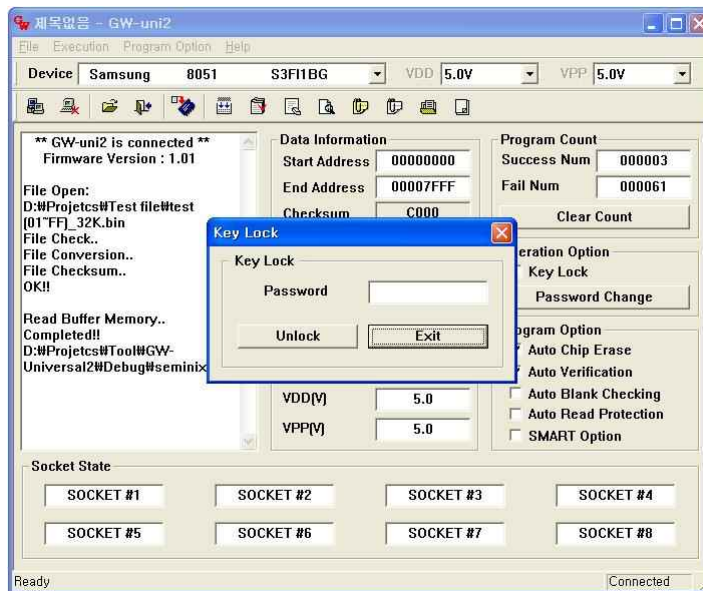 제목없음 - GW-uni2
File Execution Program Option Help
Device Samsung 8051 S3FI1BG VDD 5.0V VPP 5.0V
** GW-uni2 is connected **
Firmware Version : 1.01
File Open:
D:₩Projetcs₩Test file₩test
(01~FF)_32K.bin
File Check..
File Conversion..
File Checksum..
OK!!
Read Buffer Memory..
Completed!!
D:₩Projetcs₩Tool₩GW-
Universal2₩Debug₩seminix
Data Information
Start Address 00000000
End Address 00007FFF
Checksum C000
VDD(V) 5.0
VPP(V) 5.0
Program Count
Success Num 000003
Fail Num 000061
Clear Count
eration Option
Key Lock
Password Change
ogram Option
Auto Chip Erase
Auto Verification
Auto Blank Checking
Auto Read Protection
SMART Option
Key Lock
Key Lock
Password
Unlock Exit
Socket State
SOCKET #1 SOCKET #2 SOCKET #3 SOCKET #4
SOCKET #5 SOCKET #6 SOCKET #7 SOCKET #8
Ready Connected